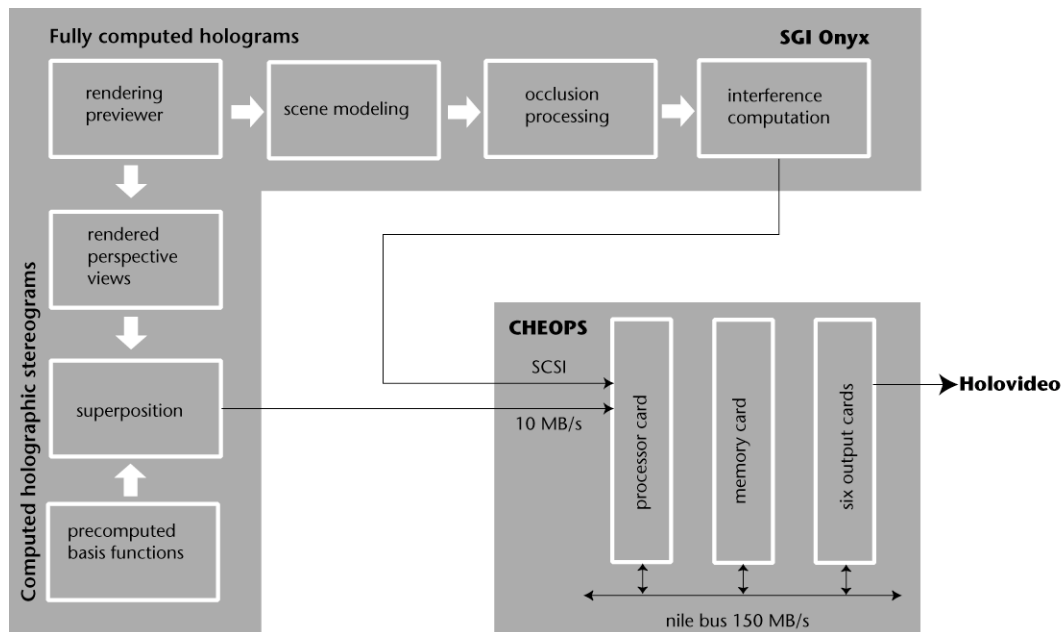 Fully computed holograms
SGI Onyx
rendering
previewer
scene modeling
occlusion
processing
interference
computation
rendered
perspective
views
Computed holographic stereograms
superposition
precomputed
basis functions
CHEOPS
SCSI
10 MB/s
processor card
memory card
six output cards
Holovideo
nile bus 150 MB/s